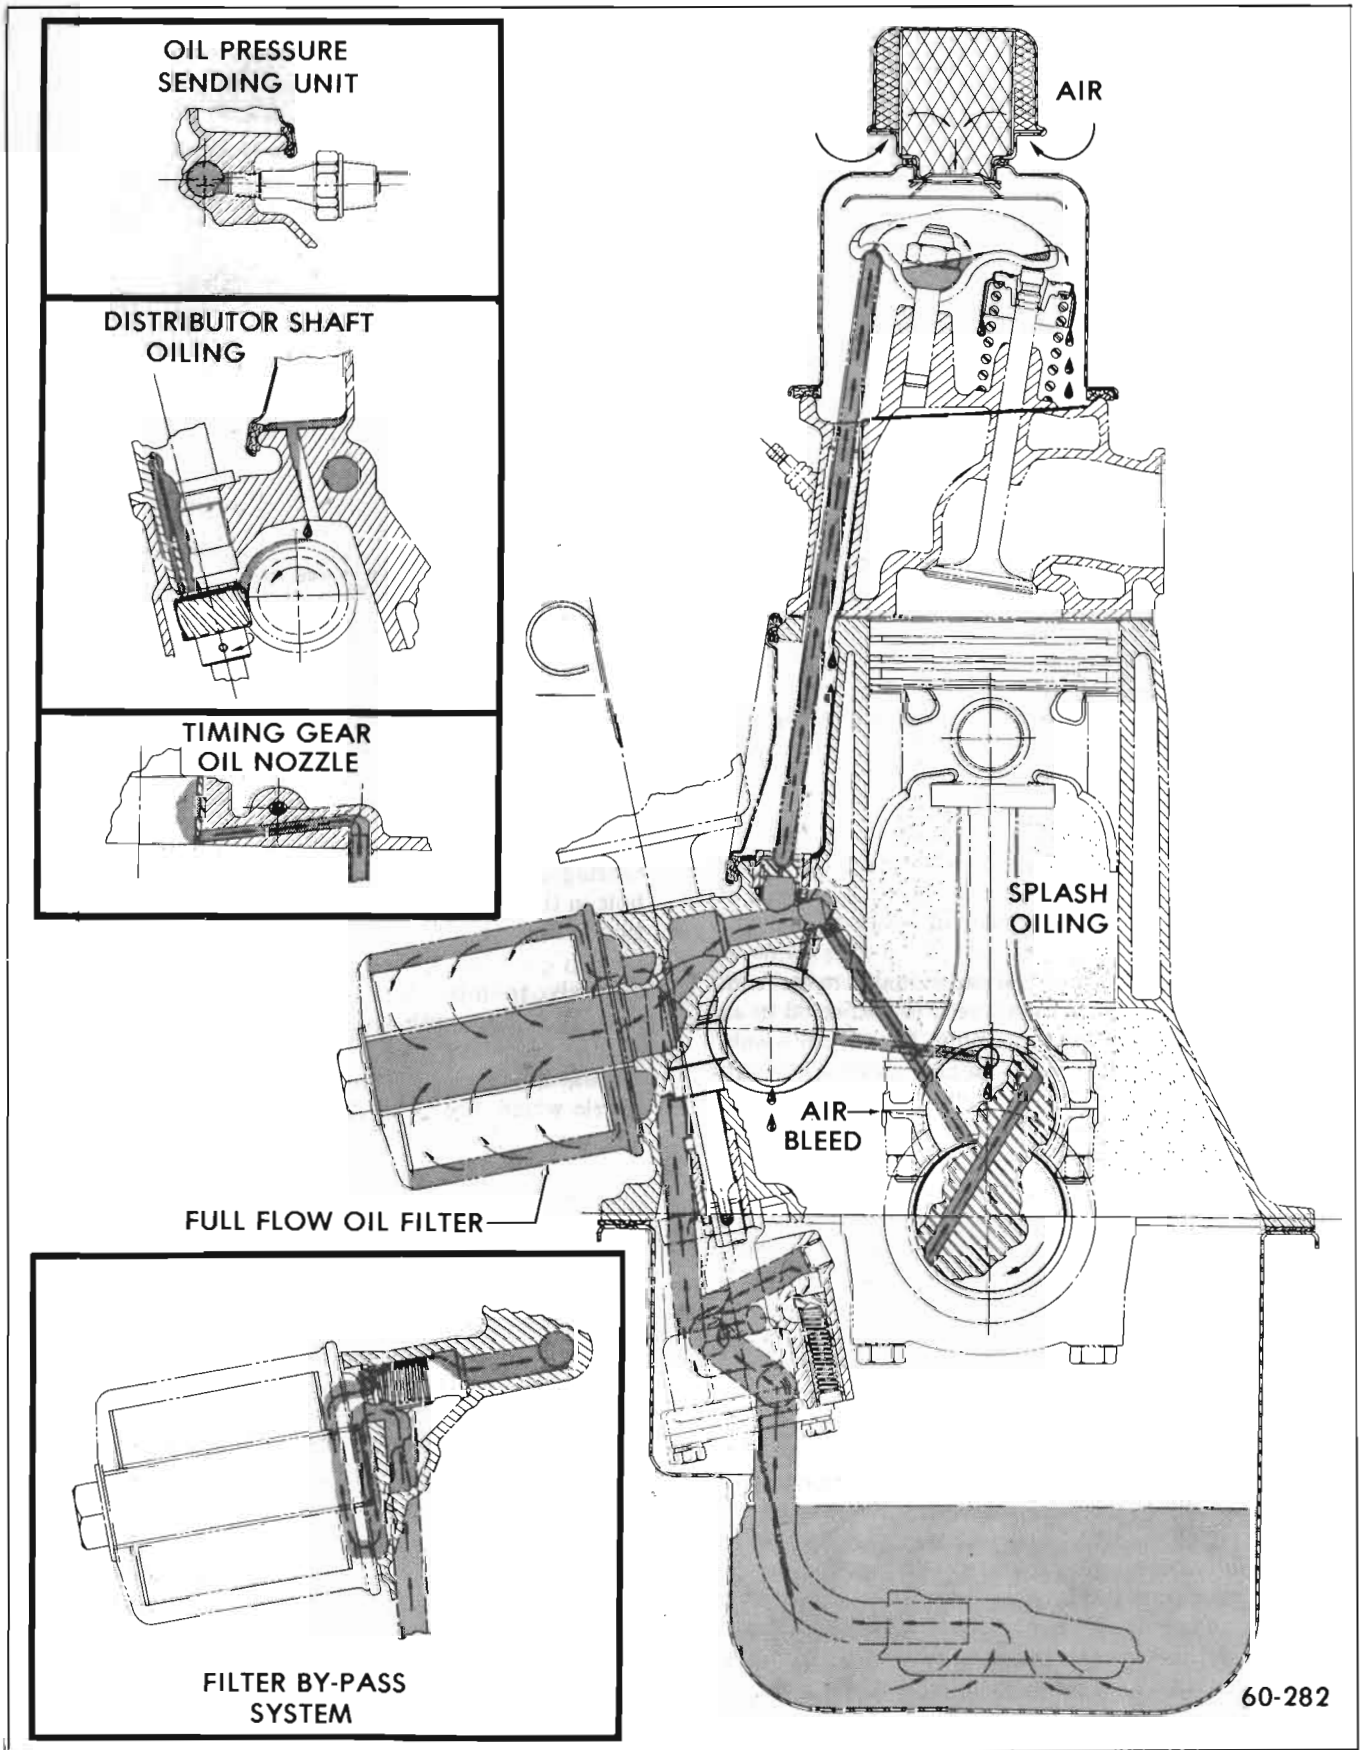 OIL PRESSURE
SENDING UNIT
AIR
DISTRIBUTOR SHAFT
OILING
TIMING GEAR
OIL NOZZLE
SPLASH
OILING
AIR
BLEED
FULL FLOW OIL FILTER
FILTER BY-PASS
SYSTEM
60-282